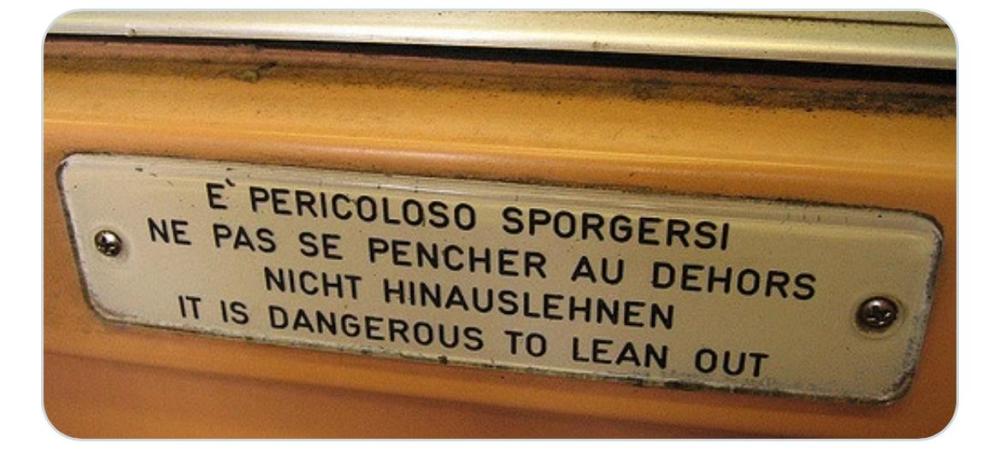 E` PERICOLOSO SPORGERSI
NE PAS SE PENCHER AU DEHORS
NICHT HINAUSLEHNEN
IT IS DANGEROUS TO LEAN OUT